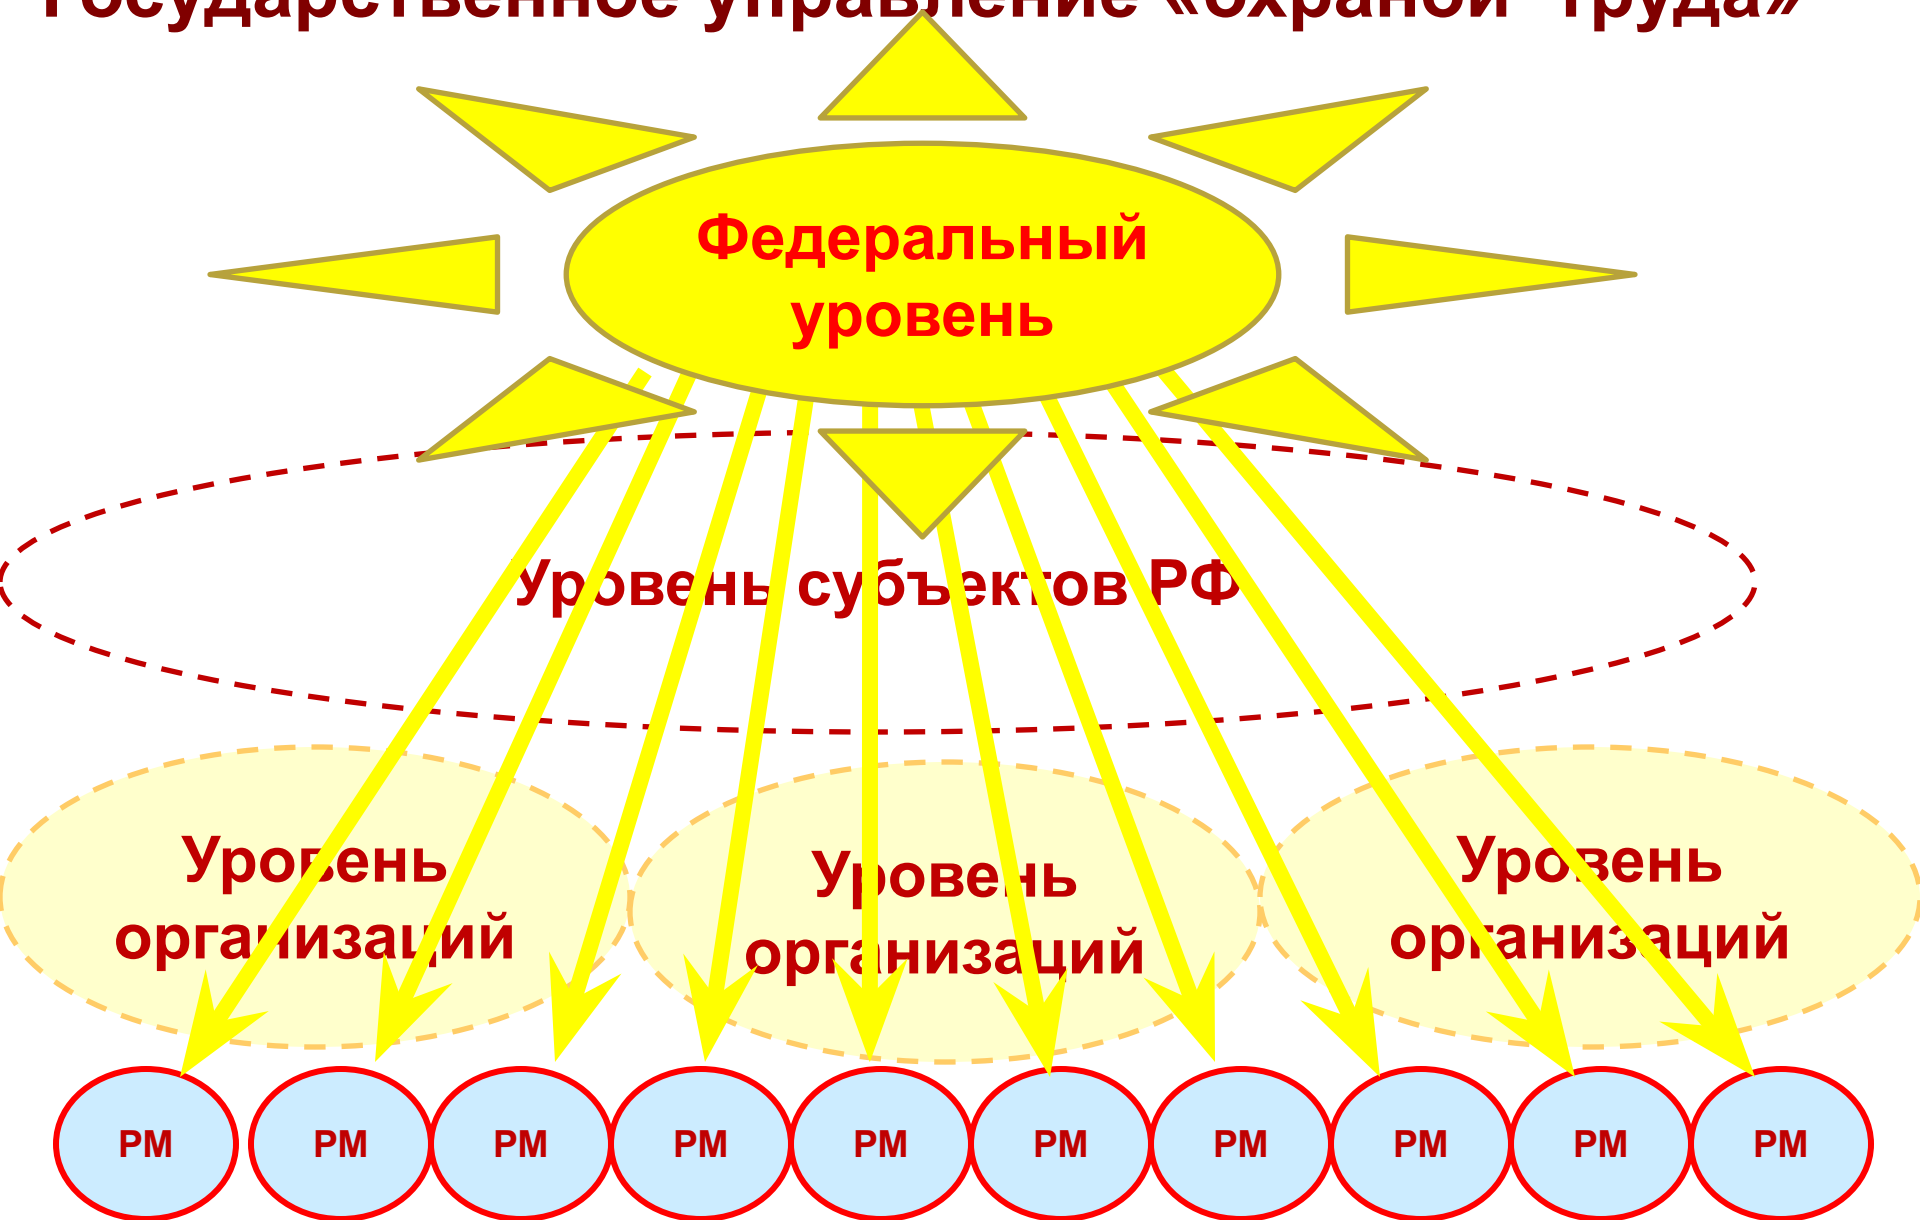 Государственное управление «охраной труда»
Федеральный
уровень
Уровень субъектов РФ
Уровень
организаций
Уровень
организаций
Уровень
организаций
РМ РМ РМ РМ РМ РМ РМ РМ РМ РМ